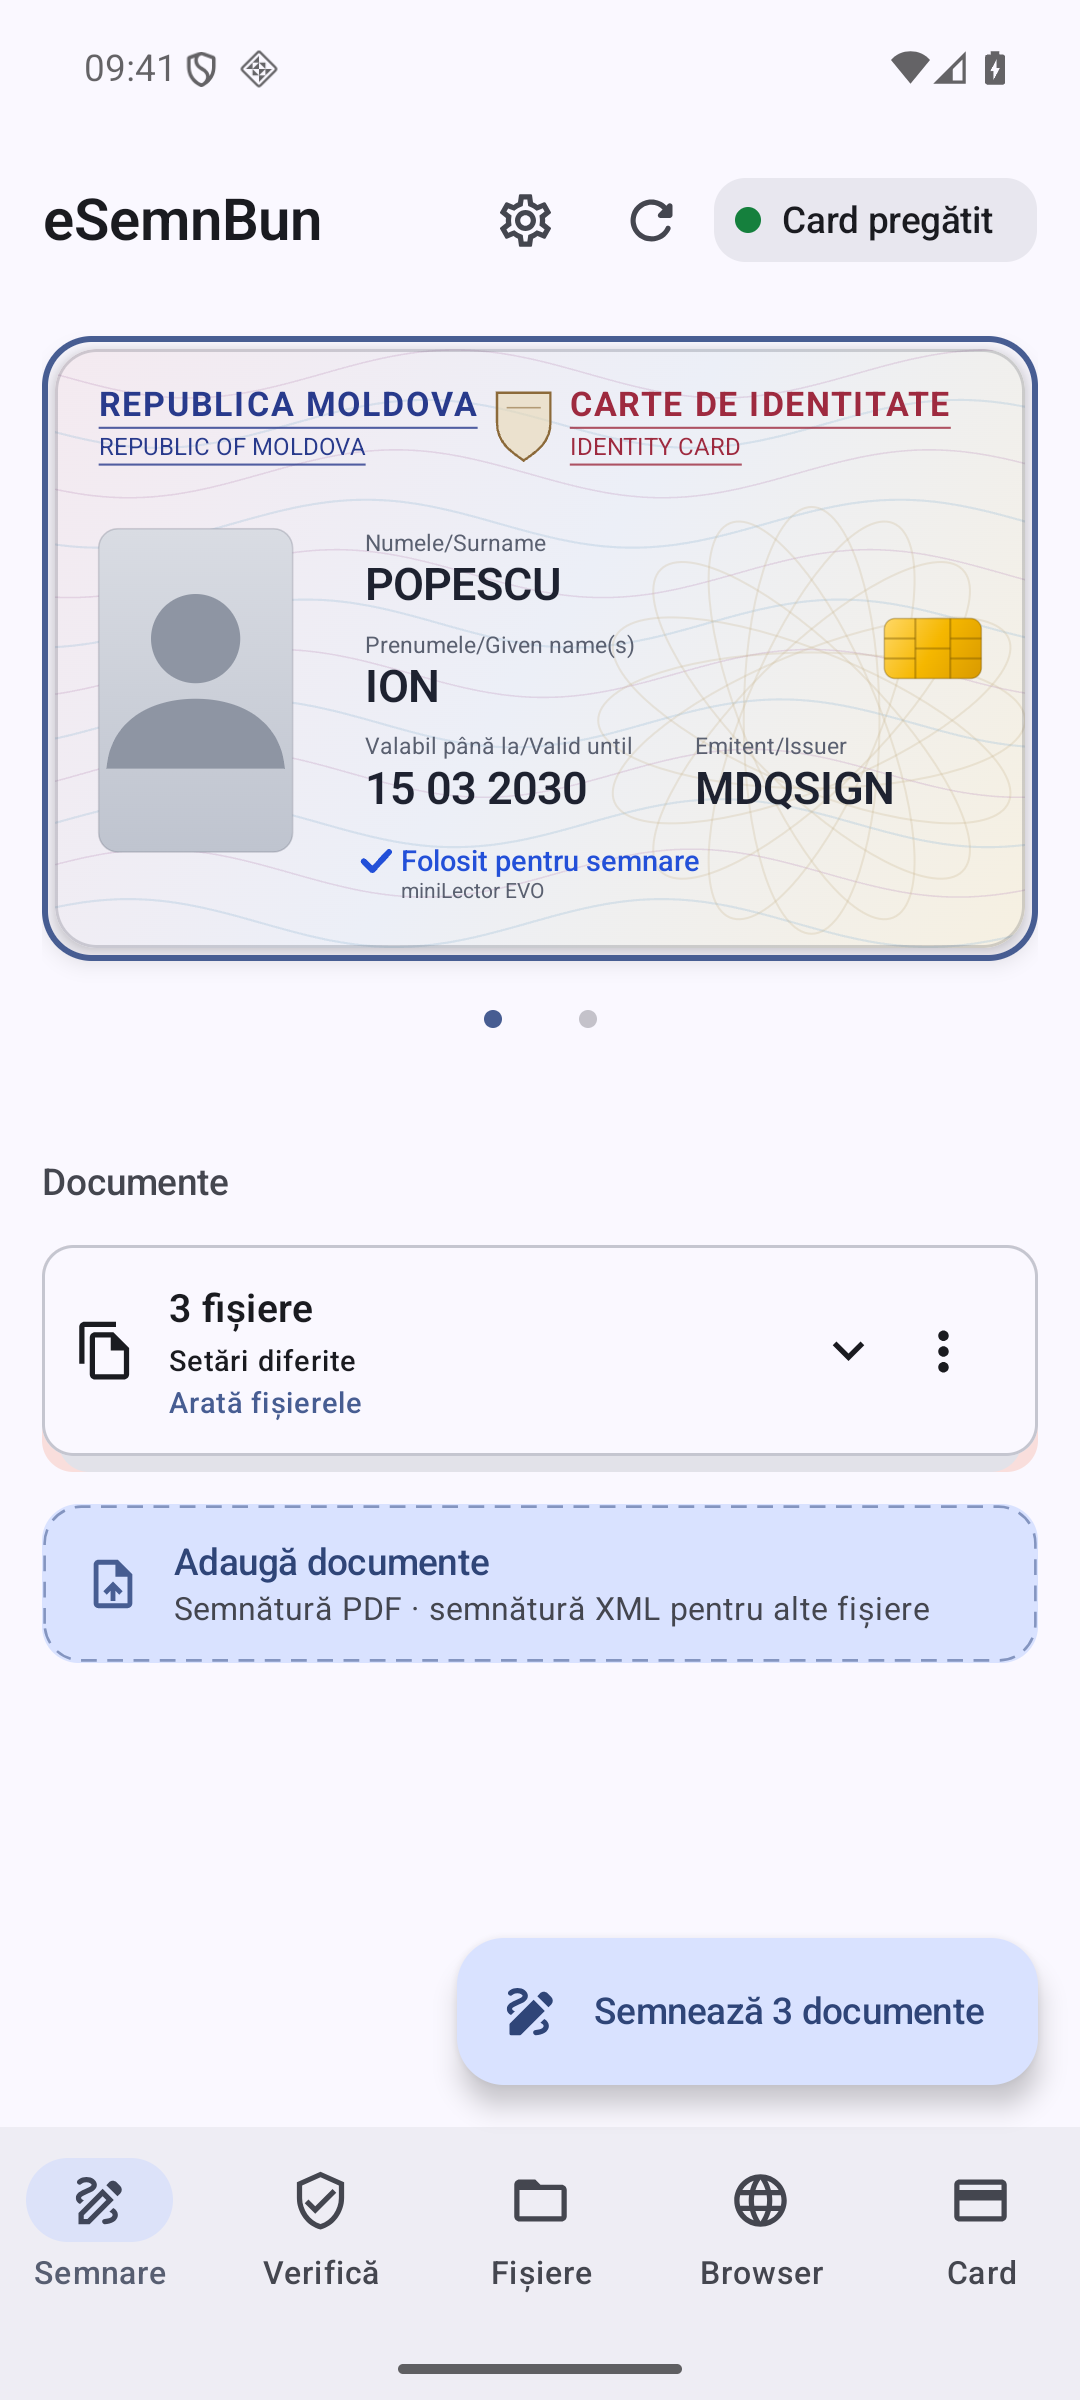 09:41
eSemnBun
Card pregătit
REPUBLICA MOLDOVA
REPUBLIC OF MOLDOVA
CARTE DE IDENTITATE
IDENTITY CARD
Numele/Surname
POPESCU
Prenumele/Given name(s)
ION
Valabil până la/Valid until
15 03 2030
Emitent/Issuer
MDQSIGN
Folosit pentru semnare
miniLector EVO
Documente
3 fișiere
Setări diferite
Arată fișierele
Adaugă documente
Semnătură PDF · semnătură XML pentru alte fișiere
Semnează 3 documente
Semnare
Verifică
Fișiere
Browser
Card